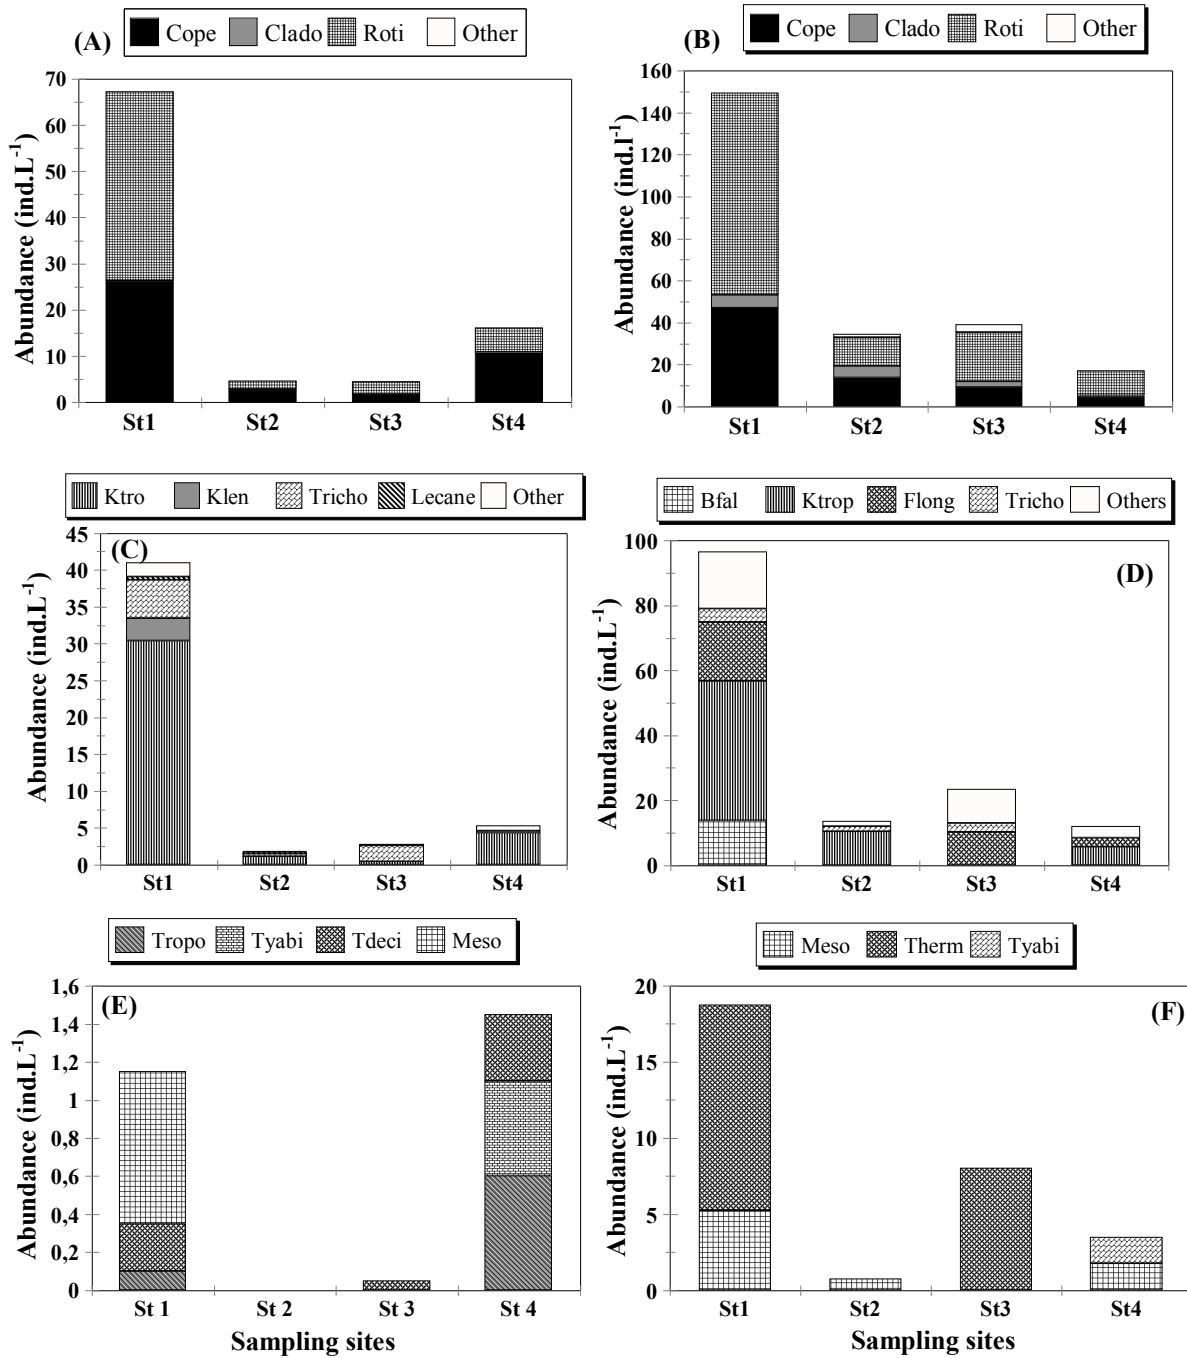 (A)
Cope Clado Roti Other
Abundance (ind.L-1)
70
60
50
40
30
20
10
0
St1 St2 St3 St4
(B)
Cope Clado Roti Other
Abundance (ind.l-1)
160
140
120
100
80
60
40
20
0
St1 St2 St3 St4
Ktro Klen Tricho Lecane Other
(C)
Abundance (ind.L-1)
45
40
35
30
25
20
15
10
5
0
St1 St2 St3 St4
Bfal Ktrop Flong Tricho Others
(D)
Abundance (ind.L-1)
100
80
60
40
20
0
St1 St2 St3 St4
Tropo Tyabi Tdeci Meso
(E)
Abundance (ind.L-1)
1,6
1,4
1,2
1
0,8
0,6
0,4
0,2
0
St 1 St 2 St 3 St 4
Sampling sites
Meso Therm Tyabi
(F)
Abundance (ind.L-1)
20
15
10
5
0
St1 St2 St3 St4
Sampling sites